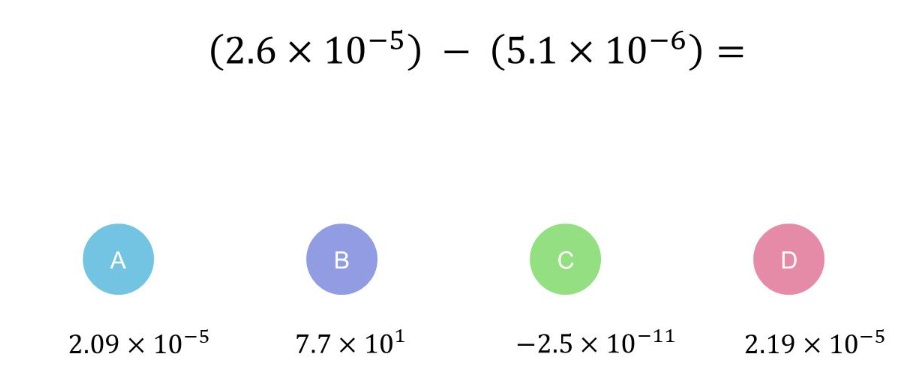 (2.6 × 10⁻⁵) − (5.1 × 10⁻⁶) =
A B C D
2.09 × 10⁻⁵ 7.7 × 10¹ −2.5 × 10⁻¹¹ 2.19 × 10⁻⁵